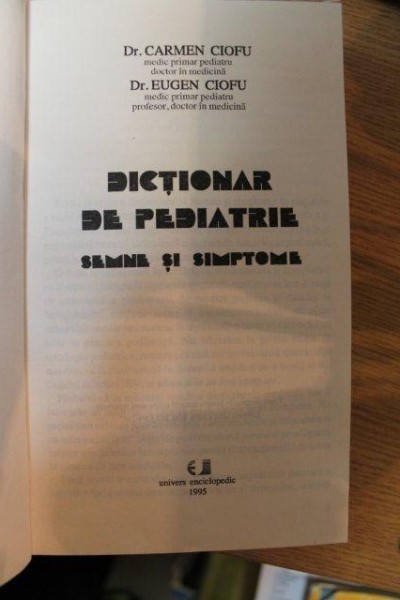 Dr. CARMEN CIOFU
medic primar pediatru
doctor în medicină
Dr. EUGEN CIOFU
medic primar pediatru
profesor, doctor în medicină
DICȚIONAR
DE PEDIATRIE
SEMNE ȘI SIMPTOME
univers enciclopedic
1995